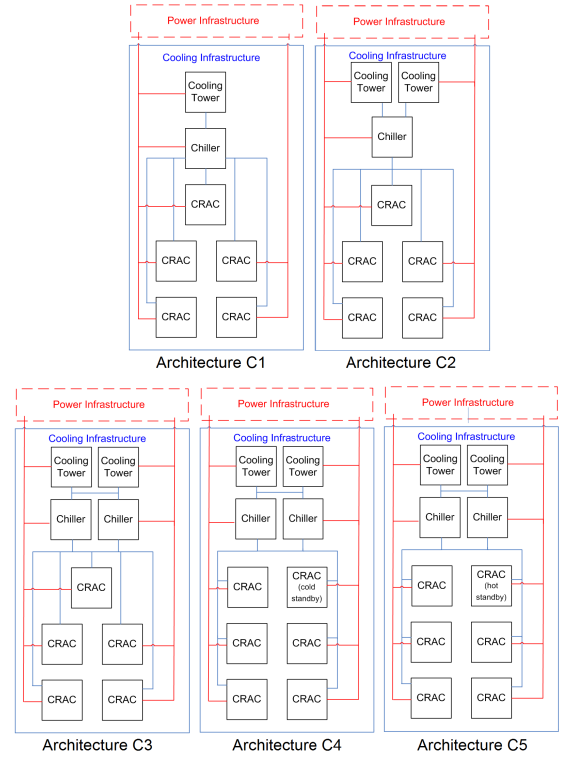 Power Infrastructure
Power Infrastructure
Cooling Infrastructure
Cooling Infrastructure
Cooling
Tower
Cooling
Tower
Cooling
Tower
Chiller
Chiller
CRAC
CRAC
CRAC
CRAC
CRAC
CRAC
CRAC
CRAC
CRAC
CRAC
Architecture C1
Architecture C2
Power Infrastructure
Power Infrastructure
Power Infrastructure
Cooling Infrastructure
Cooling Infrastructure
Cooling Infrastructure
Cooling
Tower
Cooling
Tower
Cooling
Tower
Cooling
Tower
Cooling
Tower
Cooling
Tower
Chiller
Chiller
Chiller
Chiller
Chiller
Chiller
CRAC
CRAC
CRAC
(cold
standby)
CRAC
CRAC
(hot
standby)
CRAC
CRAC
CRAC
CRAC
CRAC
CRAC
CRAC
CRAC
CRAC
CRAC
CRAC
CRAC
Architecture C3
Architecture C4
Architecture C5